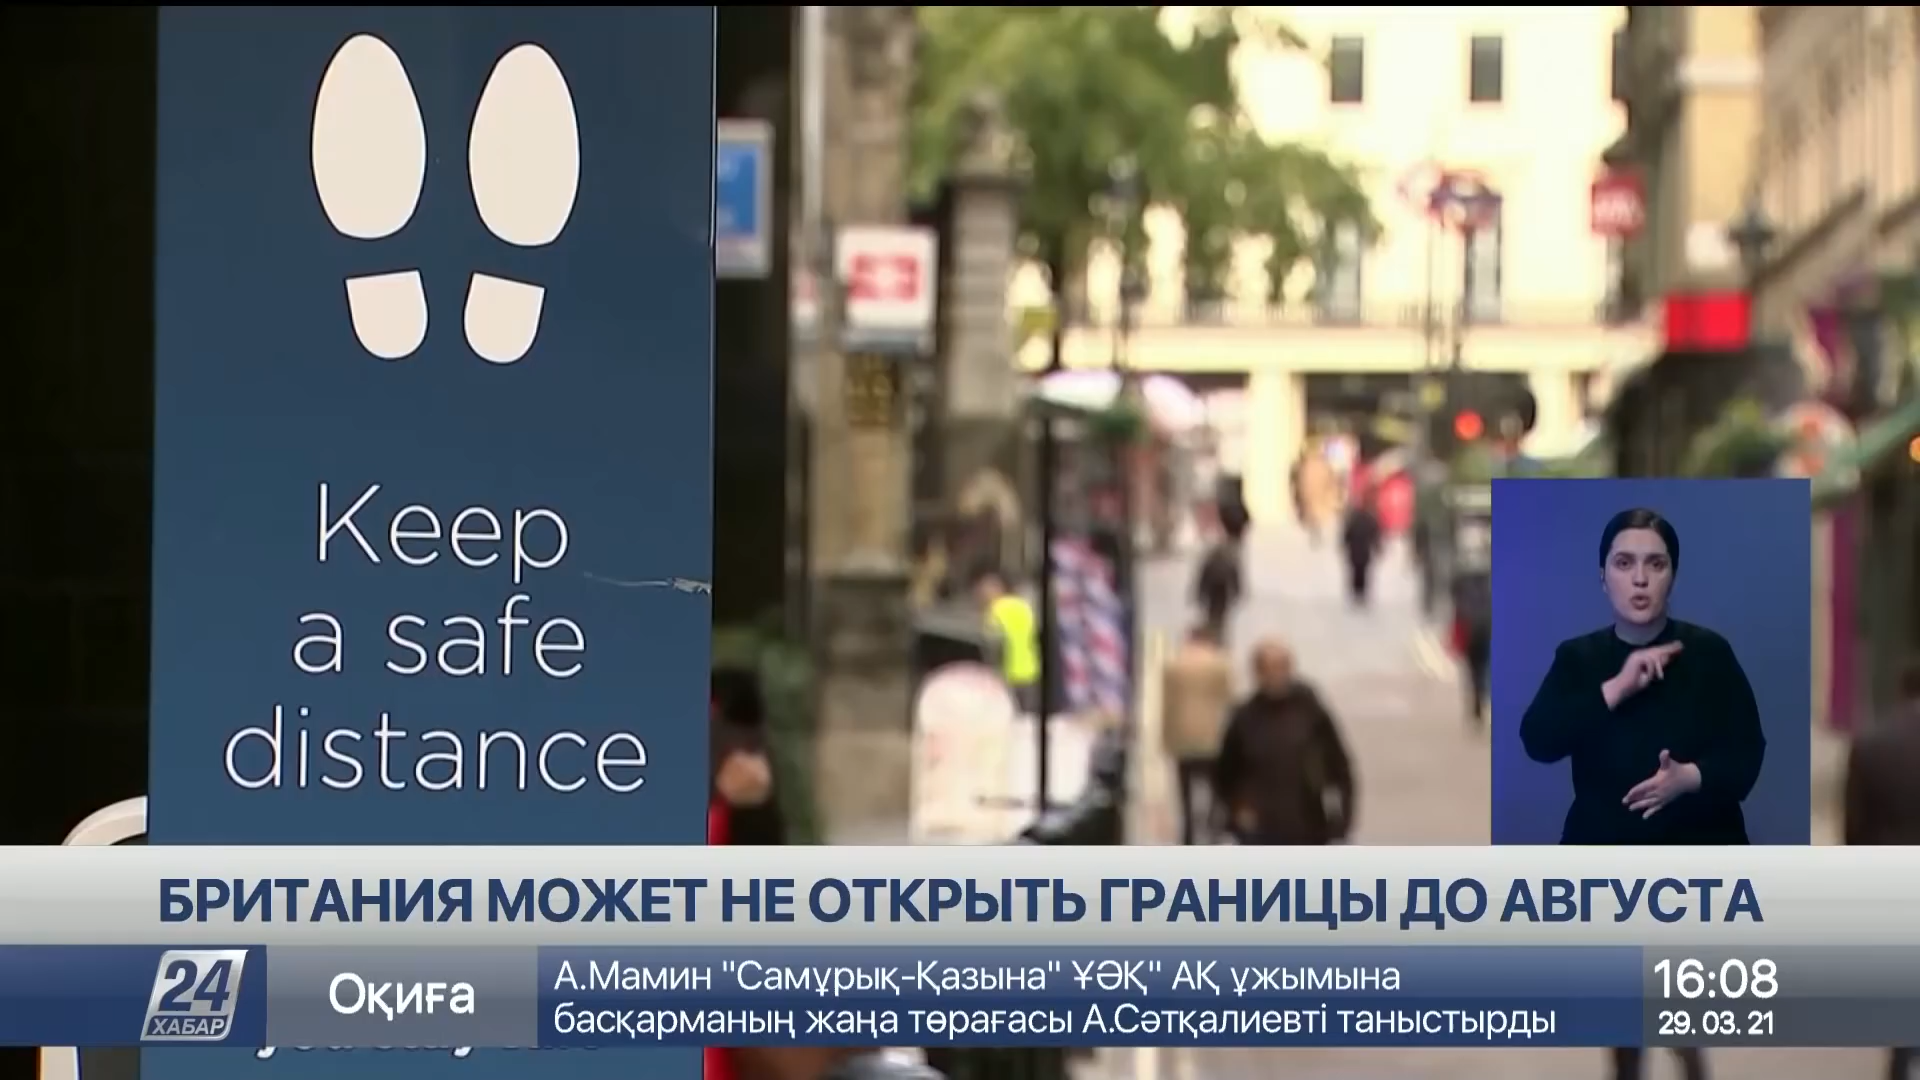 Keep
a safe
distance
БРИТАНИЯ МОЖЕТ НЕ ОТКРЫТЬ ГРАНИЦЫ ДО АВГУСТА
24
ХАБАР
Оқиға
А.Мамин "Самұрық-Қазына" ҰӘҚ" АҚ ұжымына
басқарманың жаңа төрағасы А.Сәтқалиевті таныстырды
16:08
29. 03. 21